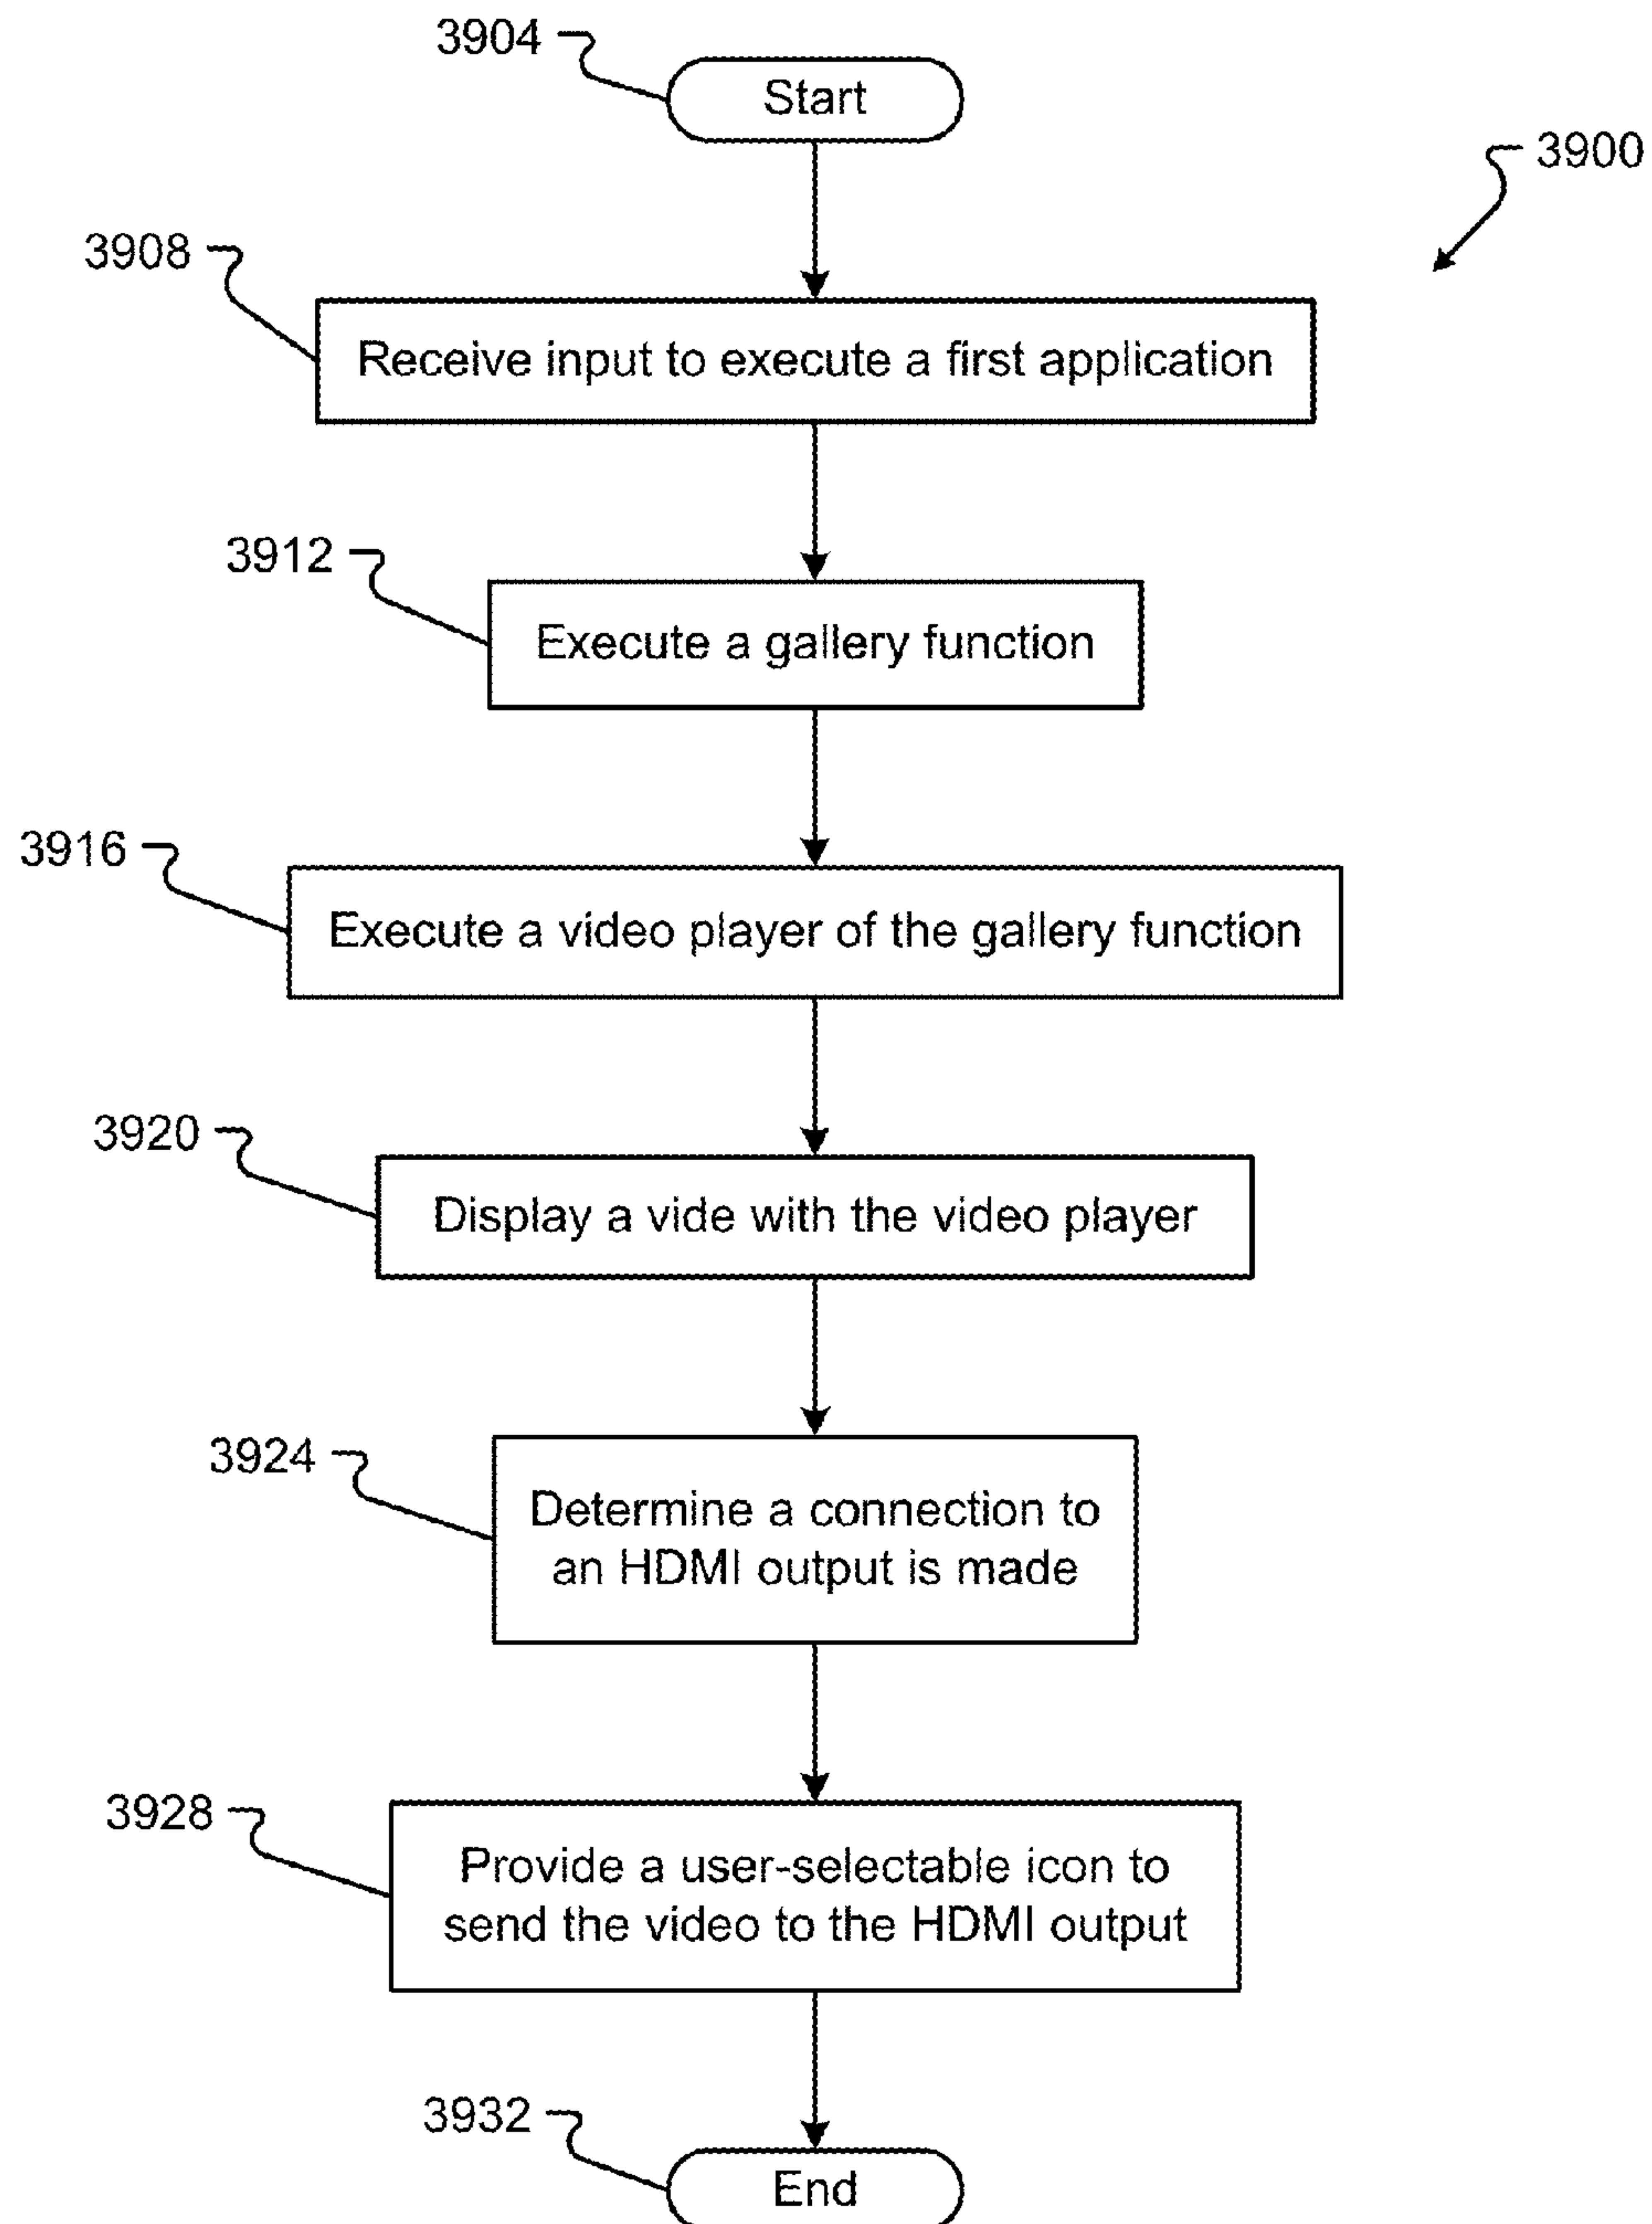 3904
Start
3900
3908
Receive input to execute a first application
3912
Execute a gallery function
3916
Execute a video player of the gallery function
3920
Display a vide with the video player
3924
Determine a connection to
an HDMI output is made
3928
Provide a user-selectable icon to
send the video to the HDMI output
3932
End